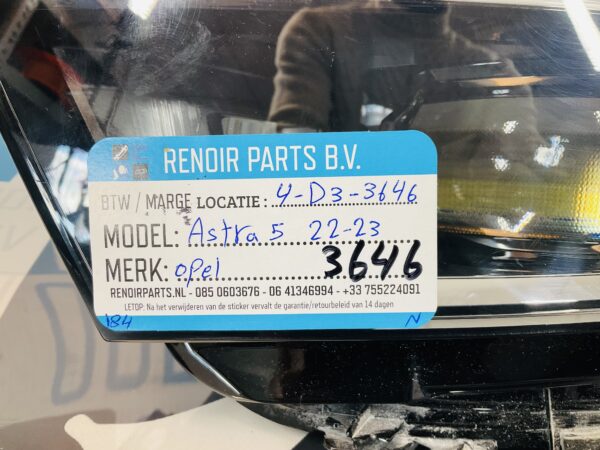 RENOIR PARTS B.V.
BTW / MARGE LOCATIE: 4-D3-3646
MODEL: Astra 5 22-23
MERK: opel 3646
RENOIRPARTS.NL - 085 0603676 - 06 41346994 - +33 755224091
LETOP: Na het verwijderen van de sticker vervalt de garantie/retourbeleid van 14 dagen
184 N